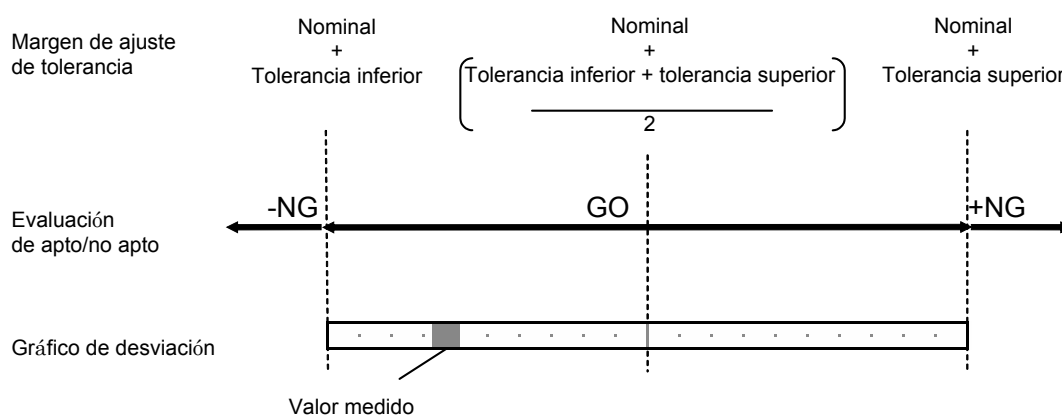 Margen de ajuste
de tolerancia
Nominal
+
Tolerancia inferior
Nominal
+
Tolerancia inferior + tolerancia superior
2
Nominal
+
Tolerancia superior
Evaluación
de apto/no apto
-NG
GO
+NG
Gráfico de desviación
Valor medido